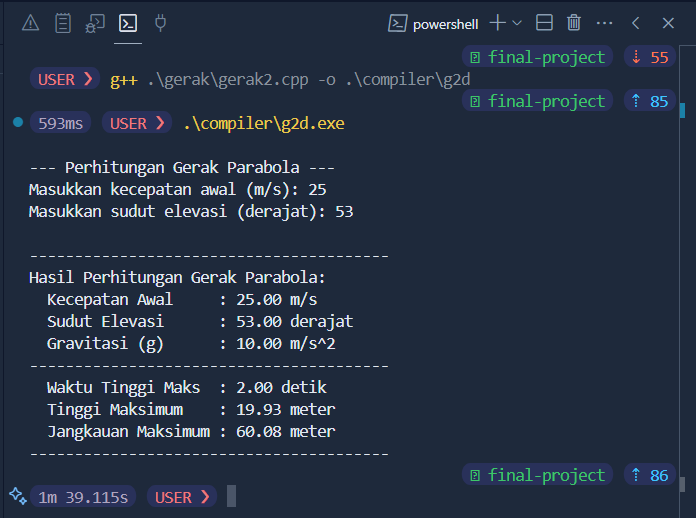 powershell
final-project 55
USER g++ .\gerak\gerak2.cpp -o .\compiler\g2d
final-project 85
593ms USER .\compiler\g2d.exe
--- Perhitungan Gerak Parabola ---
Masukkan kecepatan awal (m/s): 25
Masukkan sudut elevasi (derajat): 53
----------------------------------------
Hasil Perhitungan Gerak Parabola:
Kecepatan Awal : 25.00 m/s
Sudut Elevasi : 53.00 derajat
Gravitasi (g) : 10.00 m/s^2
----------------------------------------
Waktu Tinggi Maks : 2.00 detik
Tinggi Maksimum : 19.93 meter
Jangkauan Maksimum : 60.08 meter
----------------------------------------
final-project 86
1m 39.115s USER